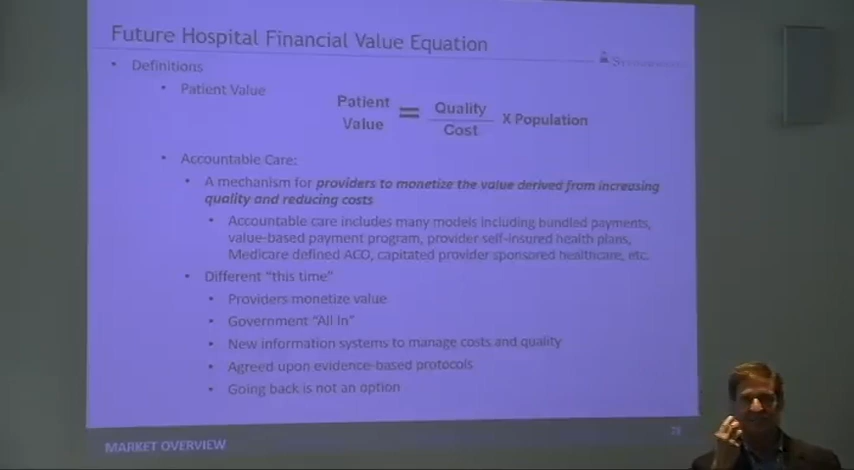 Future Hospital Financial Value Equation
• Definitions
• Patient Value
Patient Value = Quality / Cost X Population
• Accountable Care:
• A mechanism for providers to monetize the value derived from increasing
quality and reducing costs
• Accountable care includes many models including bundled payments,
value-based payment program, provider self-insured health plans,
Medicare defined ACO, capitated provider sponsored healthcare, etc.
• Different “this time”
• Providers monetize value
• Government “All In”
• New information systems to manage costs and quality
• Agreed upon evidence-based protocols
• Going back is not an option
MARKET OVERVIEW